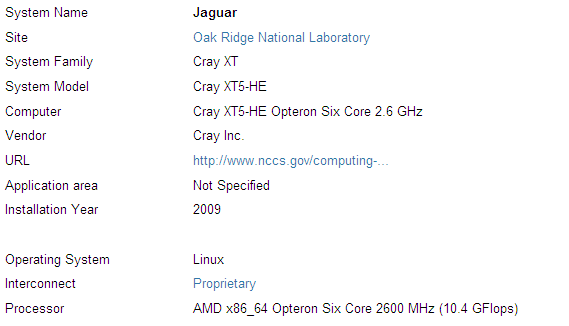 System Name Jaguar
Site Oak Ridge National Laboratory
System Family Cray XT
System Model Cray XT5-HE
Computer Cray XT5-HE Opteron Six Core 2.6 GHz
Vendor Cray Inc.
URL http://www.nccs.gov/computing-...
Application area Not Specified
Installation Year 2009
Operating System Linux
Interconnect Proprietary
Processor AMD x86_64 Opteron Six Core 2600 MHz (10.4 GFlops)